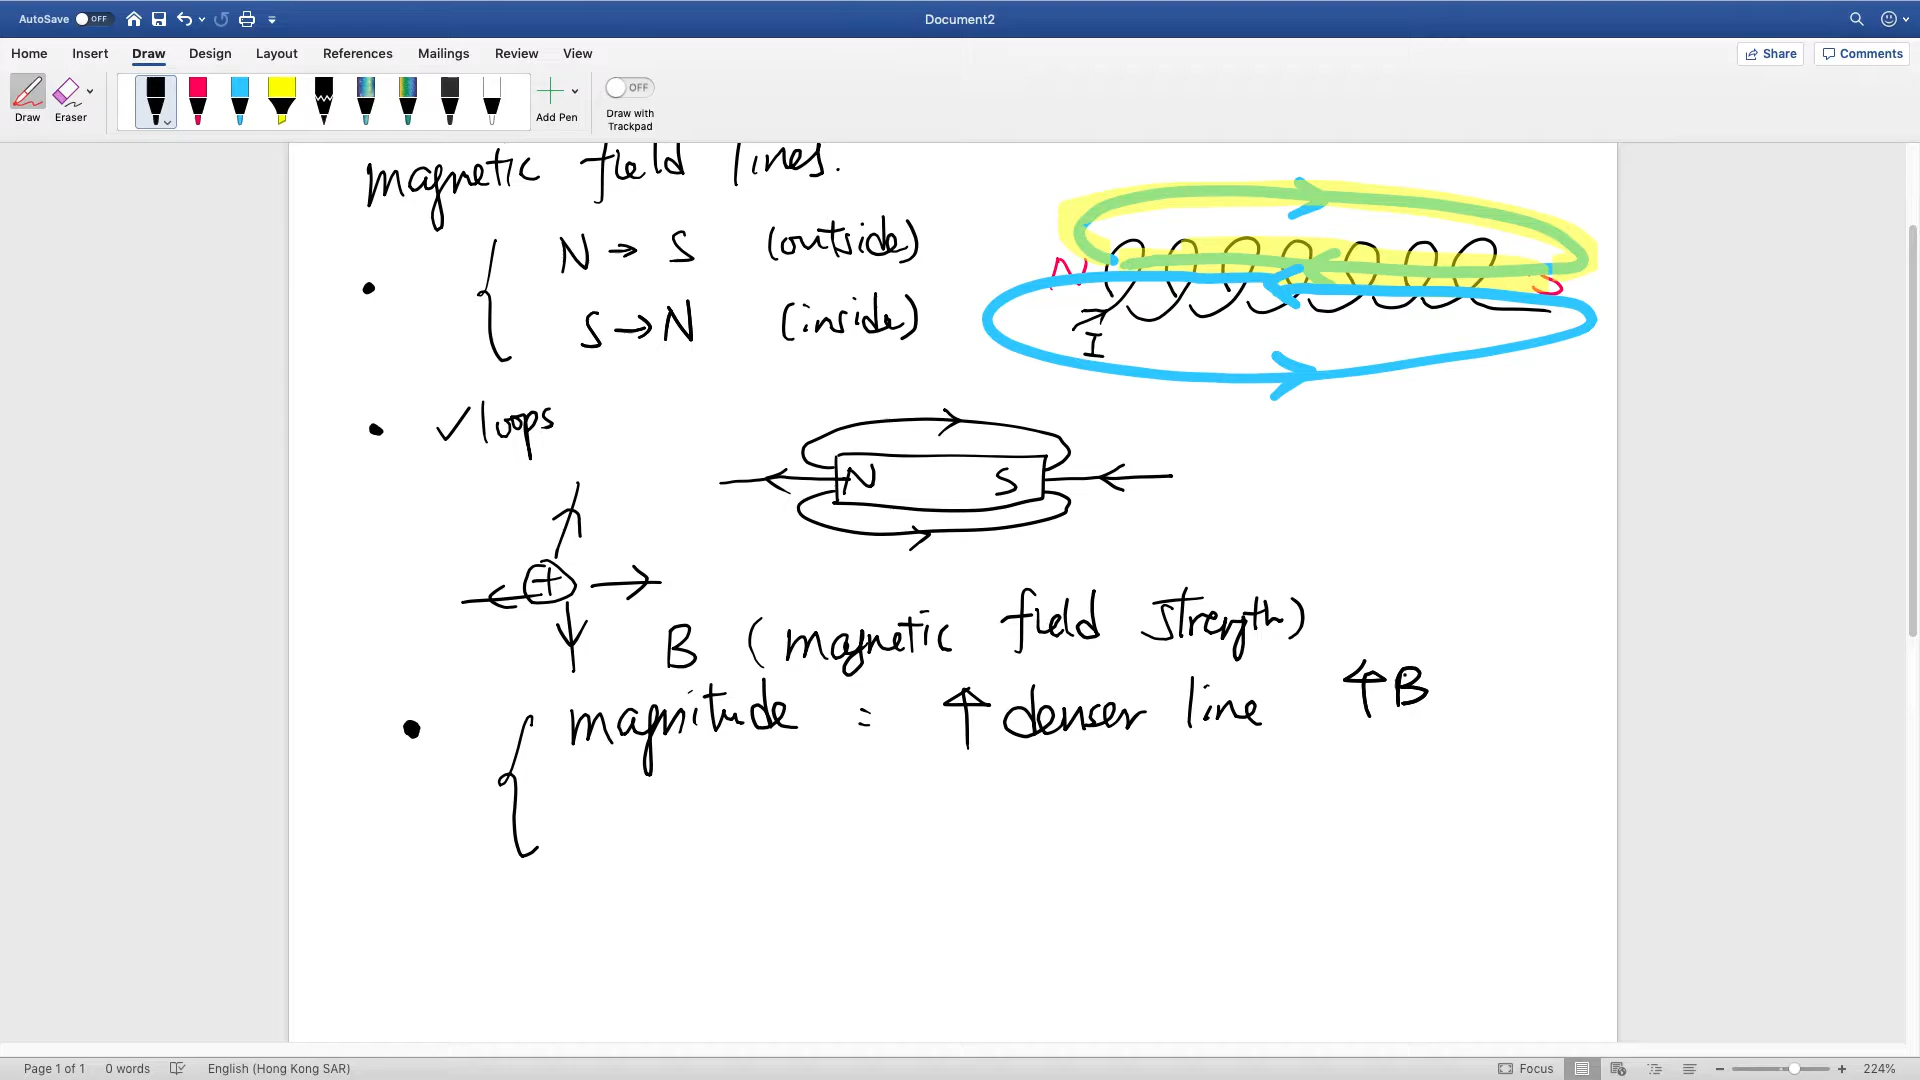 AutoSave OFF
Document2
Home Insert Draw Design Layout References Mailings Review View
Share Comments
Draw Eraser Add Pen OFF Draw with Trackpad
magnetic field lines.
N → S (outside)
S → N (inside)
N S
I
✓ loops
N S
+
B (magnetic field strength)
magnitude = ↑ denser line ↑ B
Page 1 of 1 0 words English (Hong Kong SAR) Focus 224%